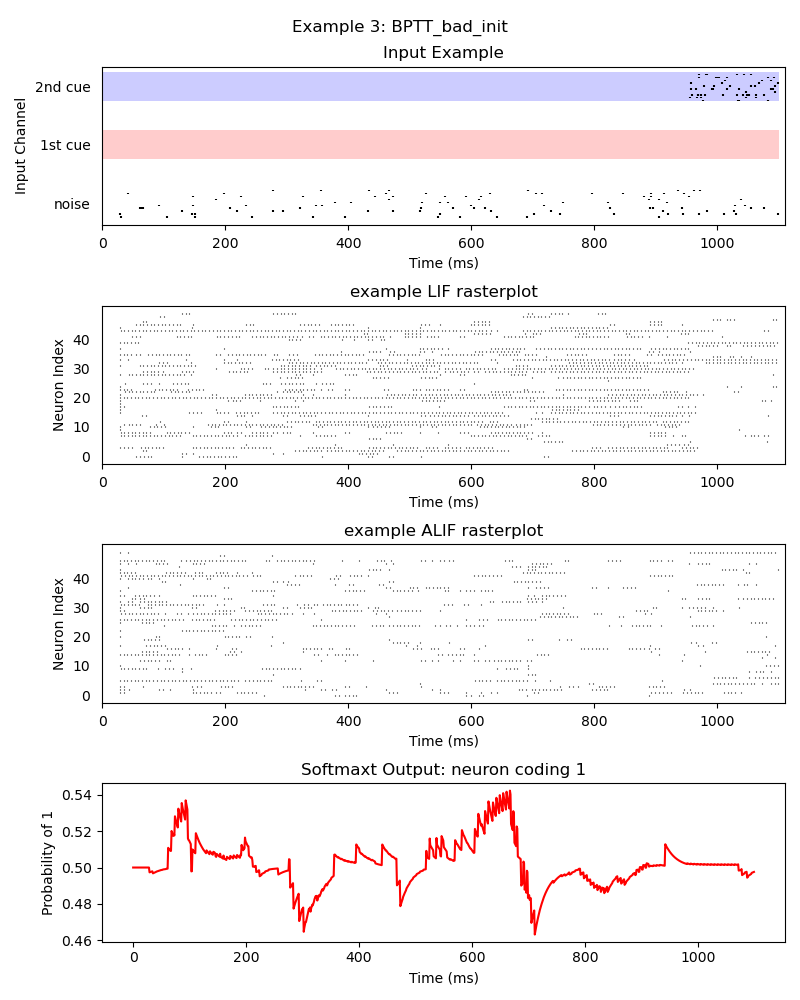 Example 3: BPTT_bad_init
Input Example
2nd cue
1st cue
noise
Input Channel
0 200 400 600 800 1000
Time (ms)
example LIF rasterplot
40
30
20
10
0
Neuron Index
0 200 400 600 800 1000
Time (ms)
example ALIF rasterplot
40
30
20
10
0
Neuron Index
0 200 400 600 800 1000
Time (ms)
Softmaxt Output: neuron coding 1
0.54
0.52
0.50
0.48
0.46
Probability of 1
0 200 400 600 800 1000
Time (ms)